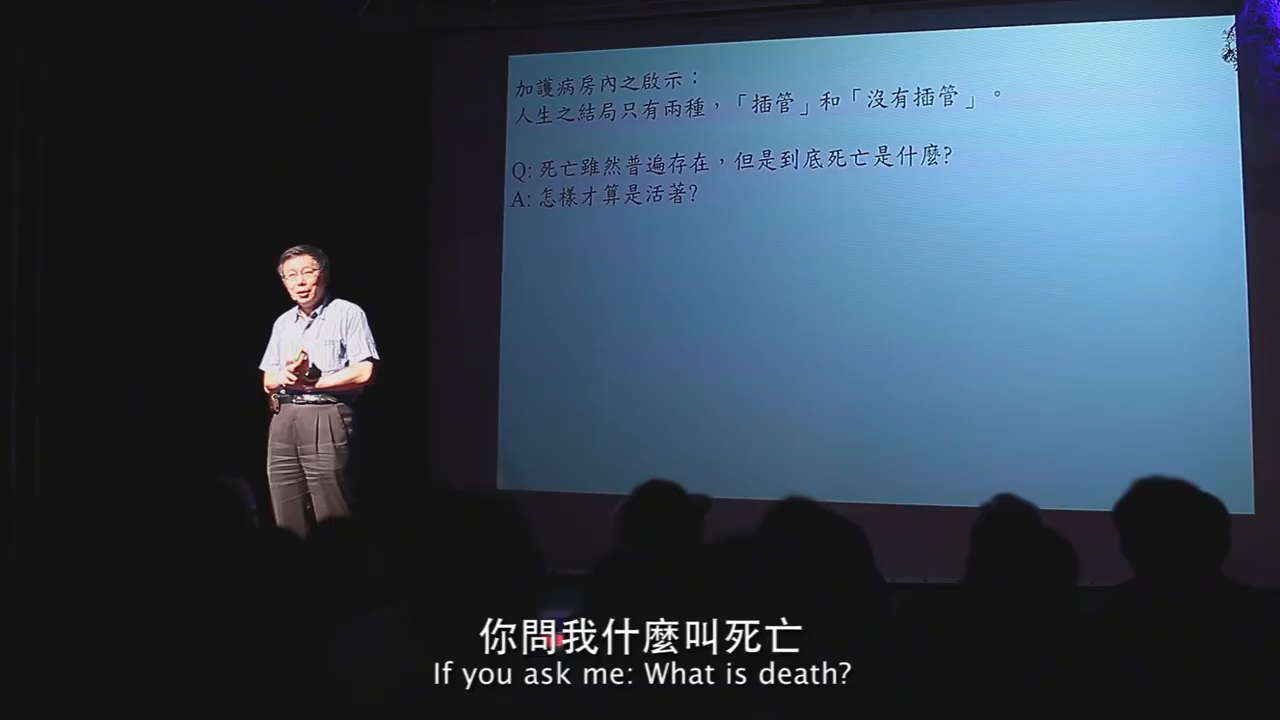 加護病房內之啟示：
人生之結局只有兩種，「插管」和「沒有插管」。
Q: 死亡雖然普遍存在，但是到底死亡是什麼?
A: 怎樣才算是活著?
你問我什麼叫死亡
If you ask me: What is death?